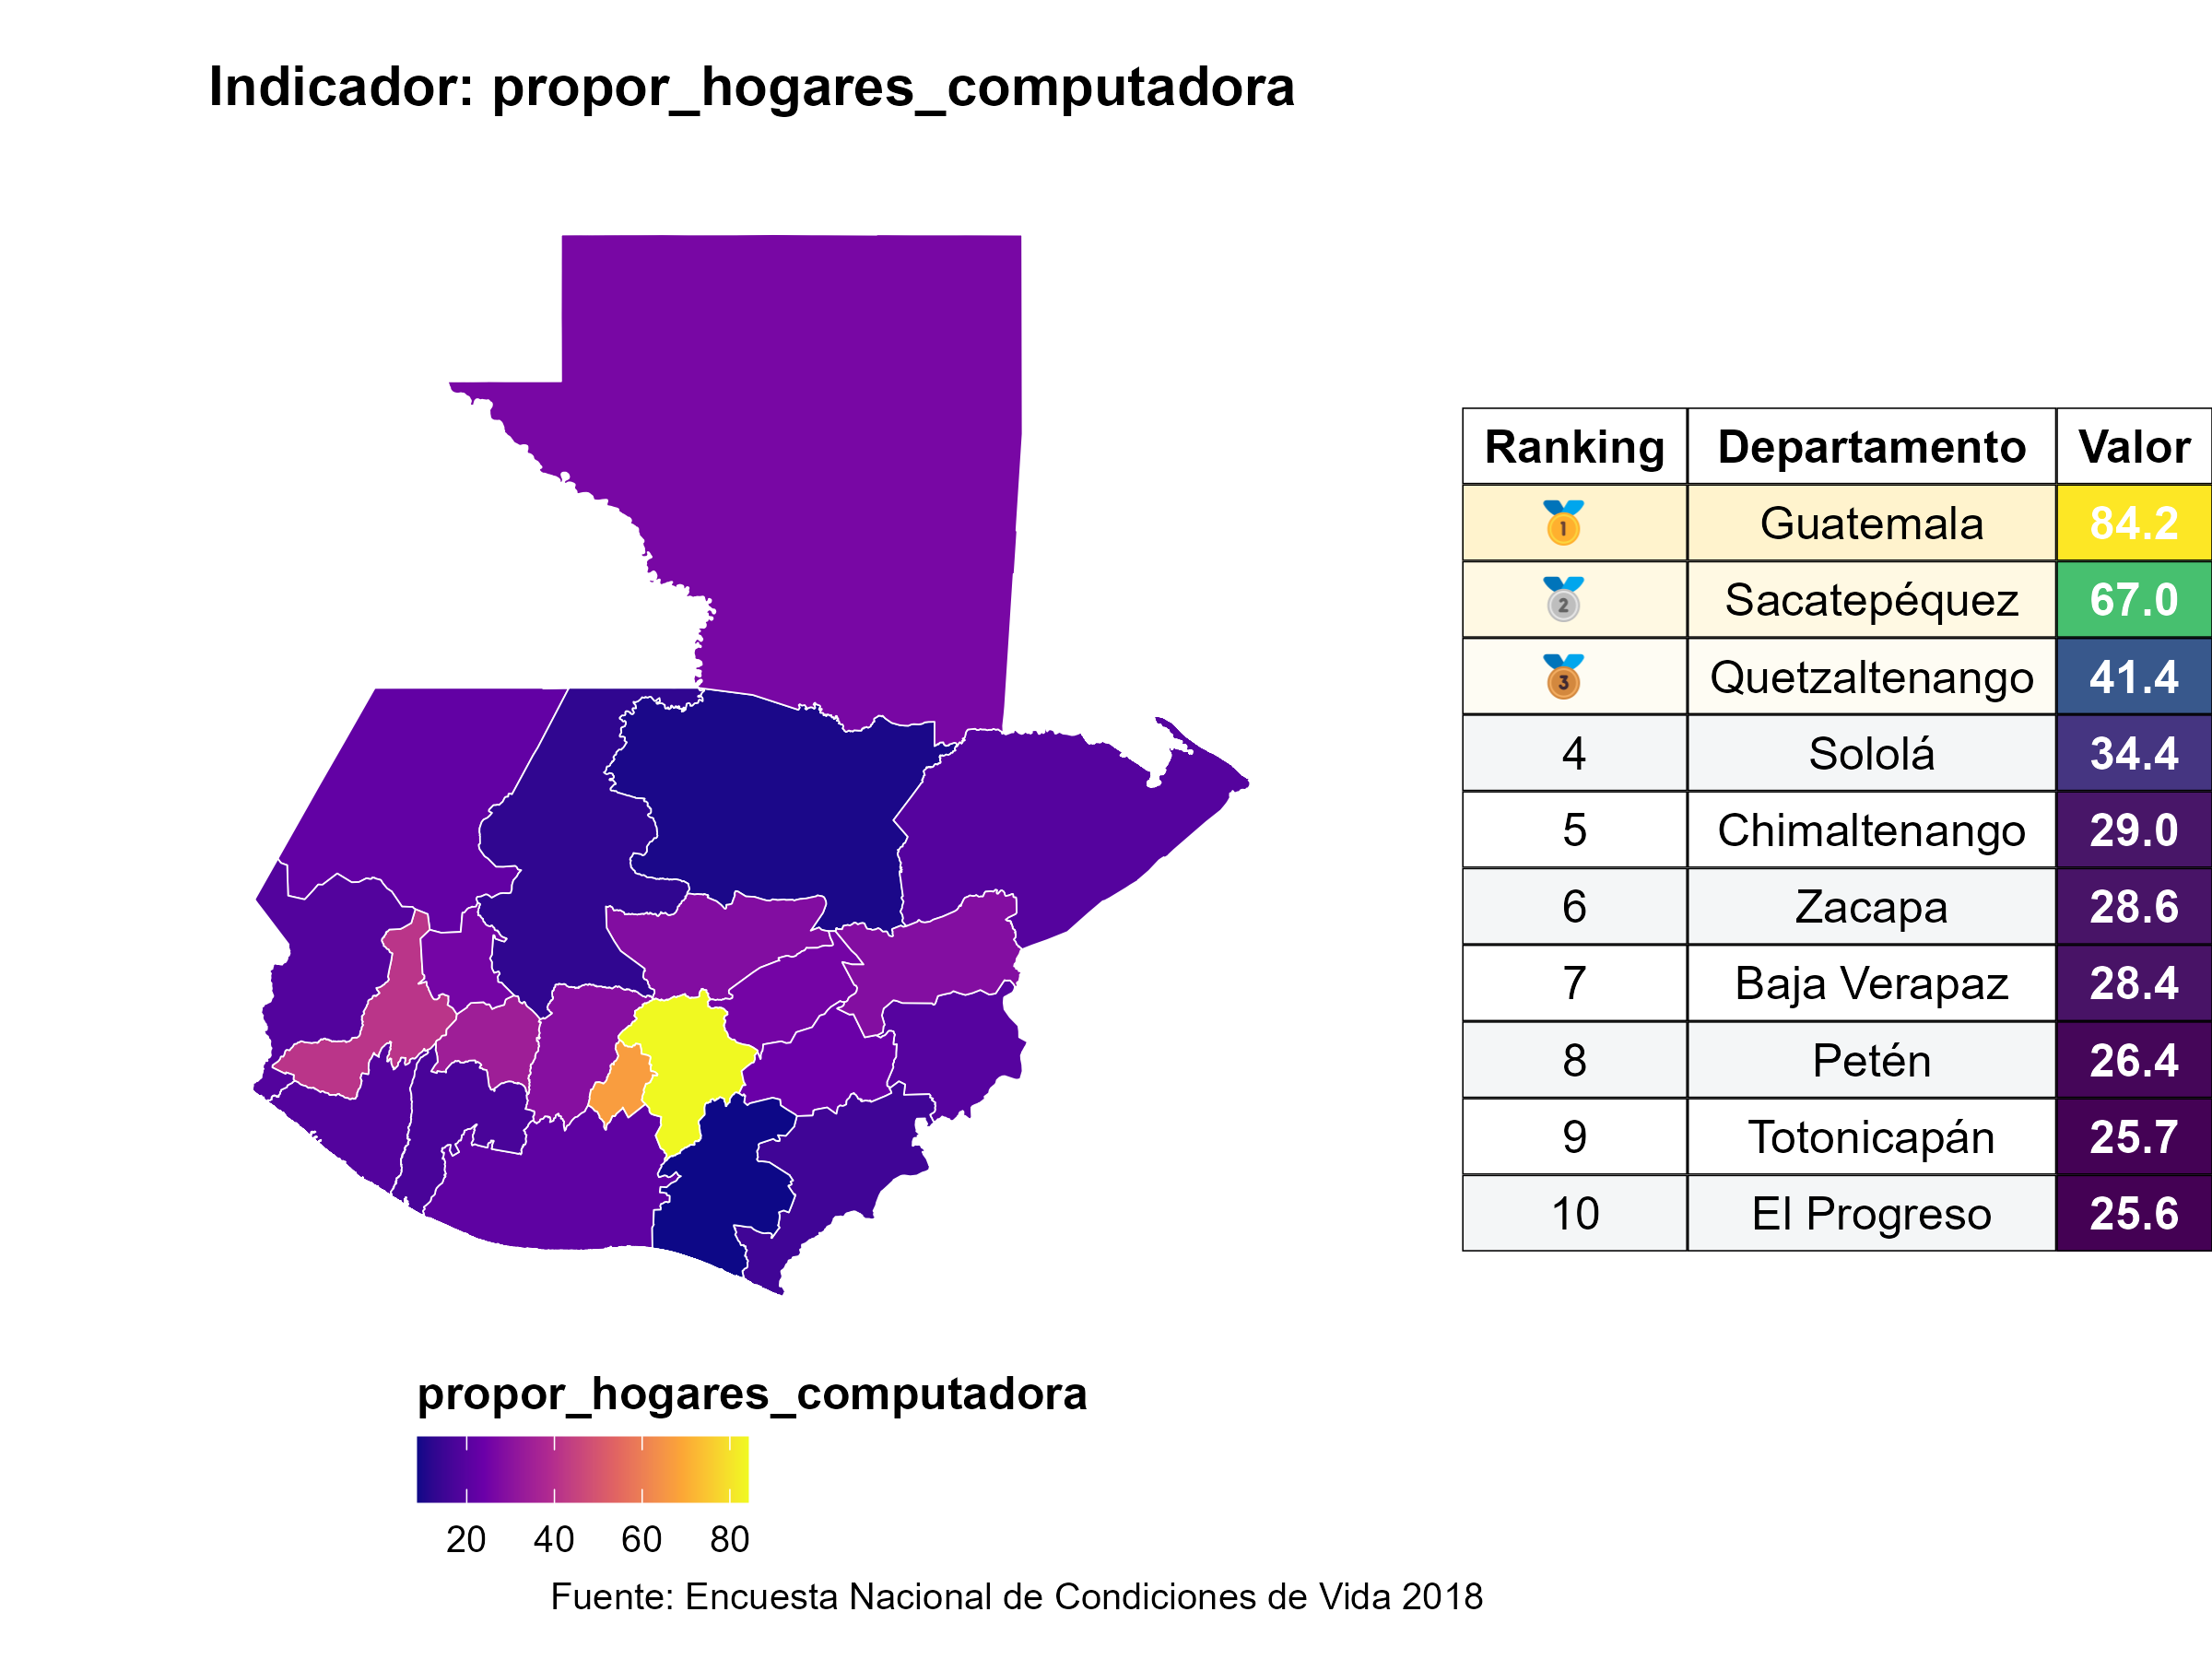 Indicador: propor_hogares_computadora
Ranking Departamento Valor
1 Guatemala 84.2
2 Sacatepéquez 67.0
3 Quetzaltenango 41.4
4 Sololá 34.4
5 Chimaltenango 29.0
6 Zacapa 28.6
7 Baja Verapaz 28.4
8 Petén 26.4
9 Totonicapán 25.7
10 El Progreso 25.6
propor_hogares_computadora
20 40 60 80
Fuente: Encuesta Nacional de Condiciones de Vida 2018